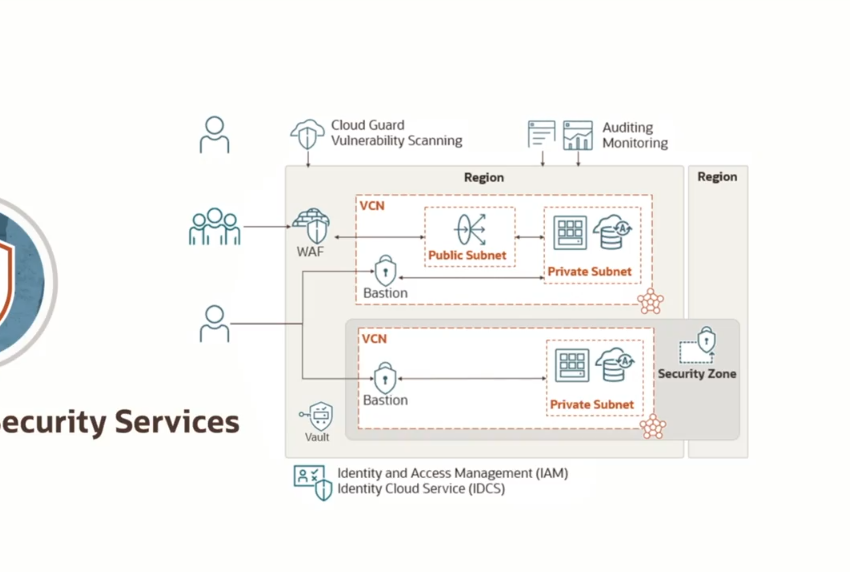 Cloud Guard
Vulnerability Scanning
Auditing
Monitoring
Region
Region
VCN
WAF
Public Subnet
Private Subnet
Bastion
VCN
Security Zone
Bastion
Private Subnet
ecurity Services
Vault
Identity and Access Management (IAM)
Identity Cloud Service (IDCS)